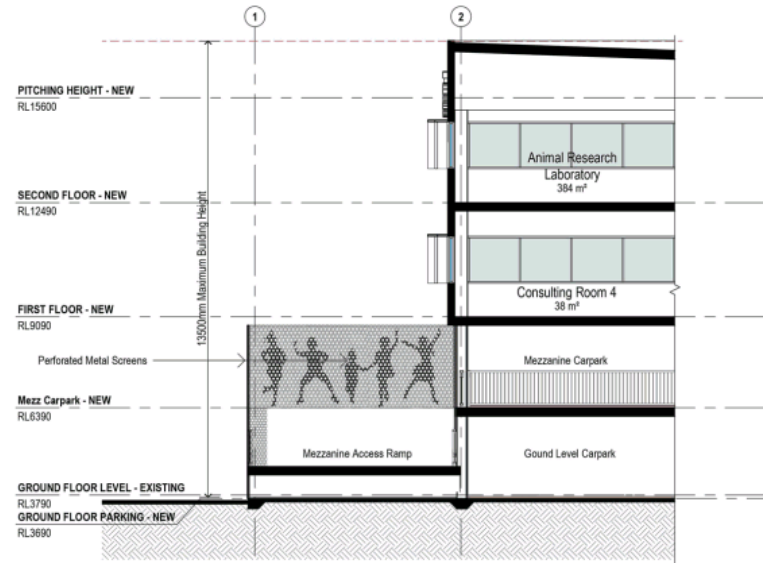 1
2
PITCHING HEIGHT - NEW
RL15600
Animal Research
Laboratory
384 m²
SECOND FLOOR - NEW
RL12490
13500mm Maximum Building Height
Consulting Room 4
38 m²
FIRST FLOOR - NEW
RL9090
Perforated Metal Screens
Mezzanine Carpark
Mezz Carpark - NEW
RL6390
Mezzanine Access Ramp
Gound Level Carpark
GROUND FLOOR LEVEL - EXISTING
RL3790
GROUND FLOOR PARKING - NEW
RL3690